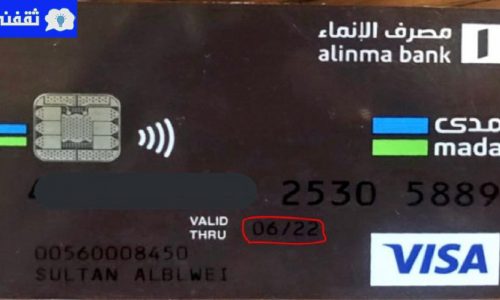 ثقفني
مصرف الإنماء
alinma bank
مدى
mada
2530 5889
VALID
THRU 06/22
00560008450
SULTAN ALBLWEI
VISA